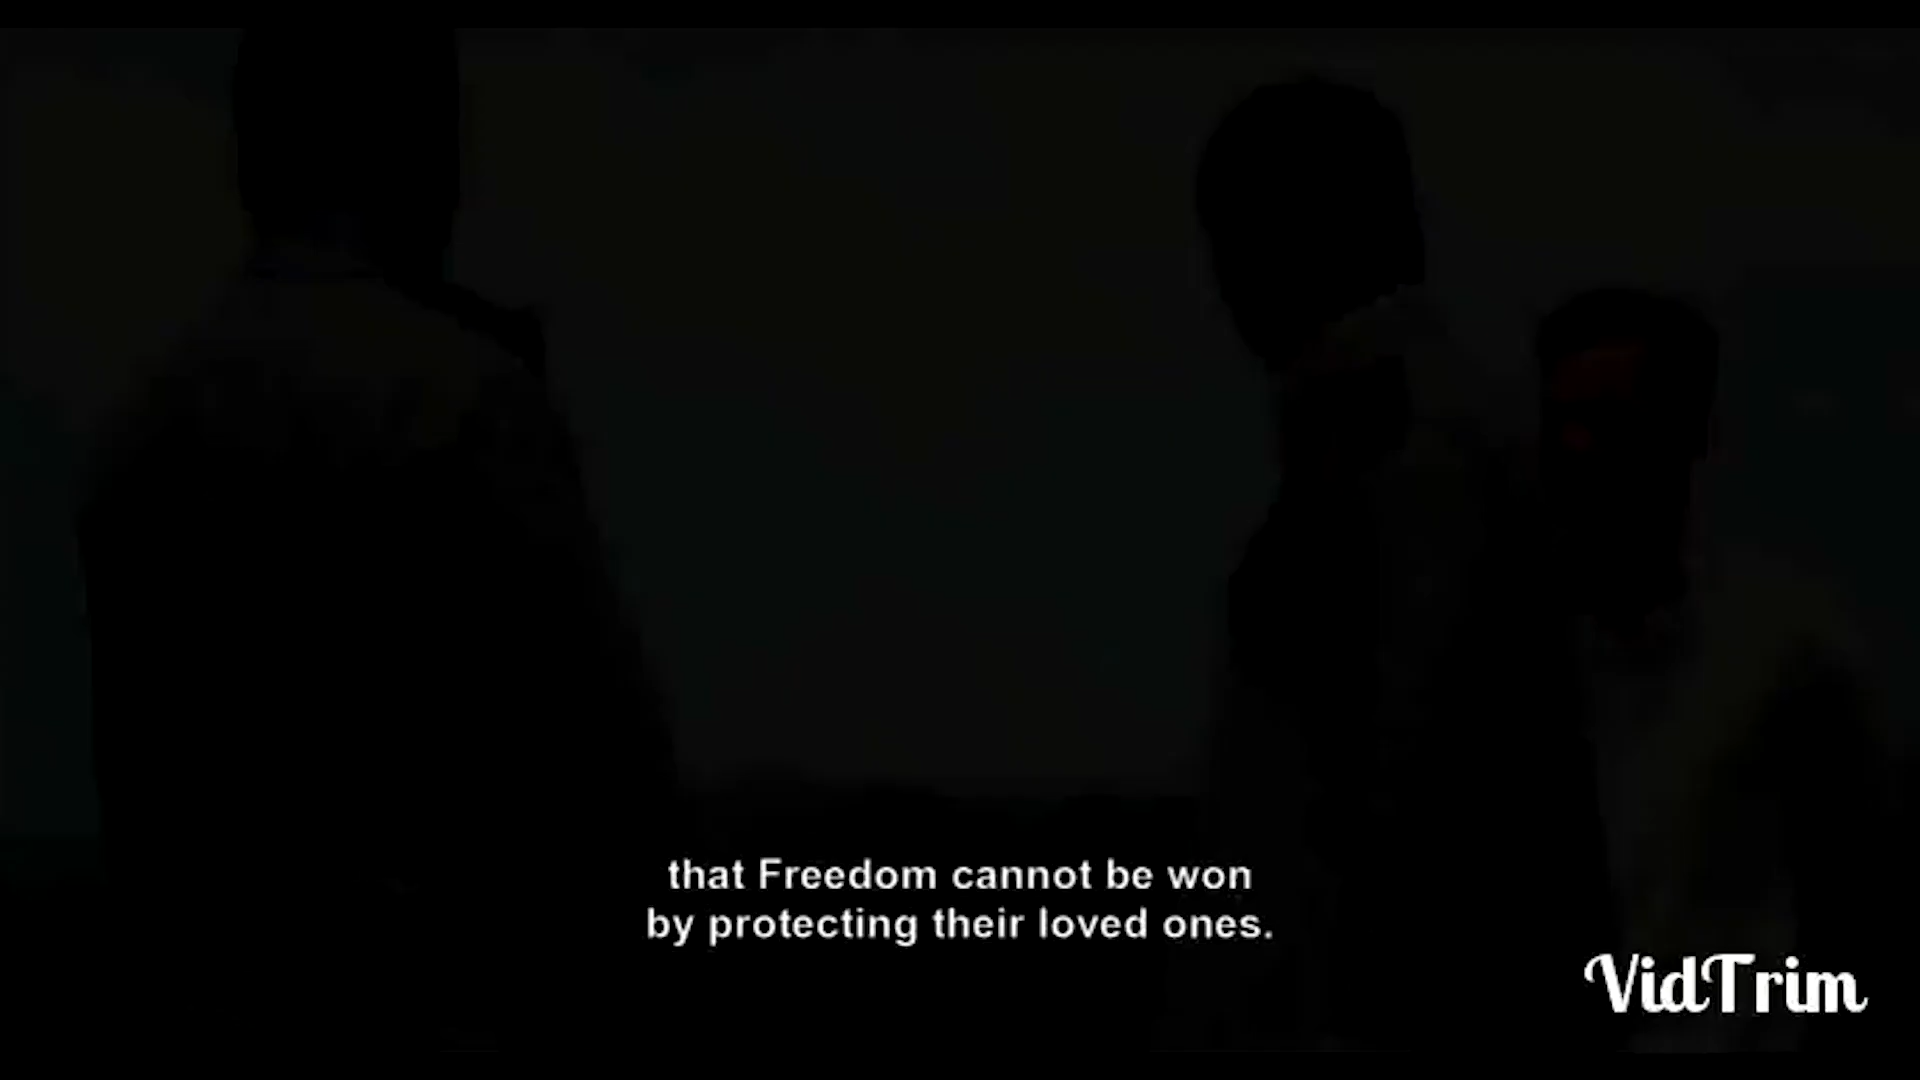 that Freedom cannot be won
by protecting their loved ones.
VidTrim